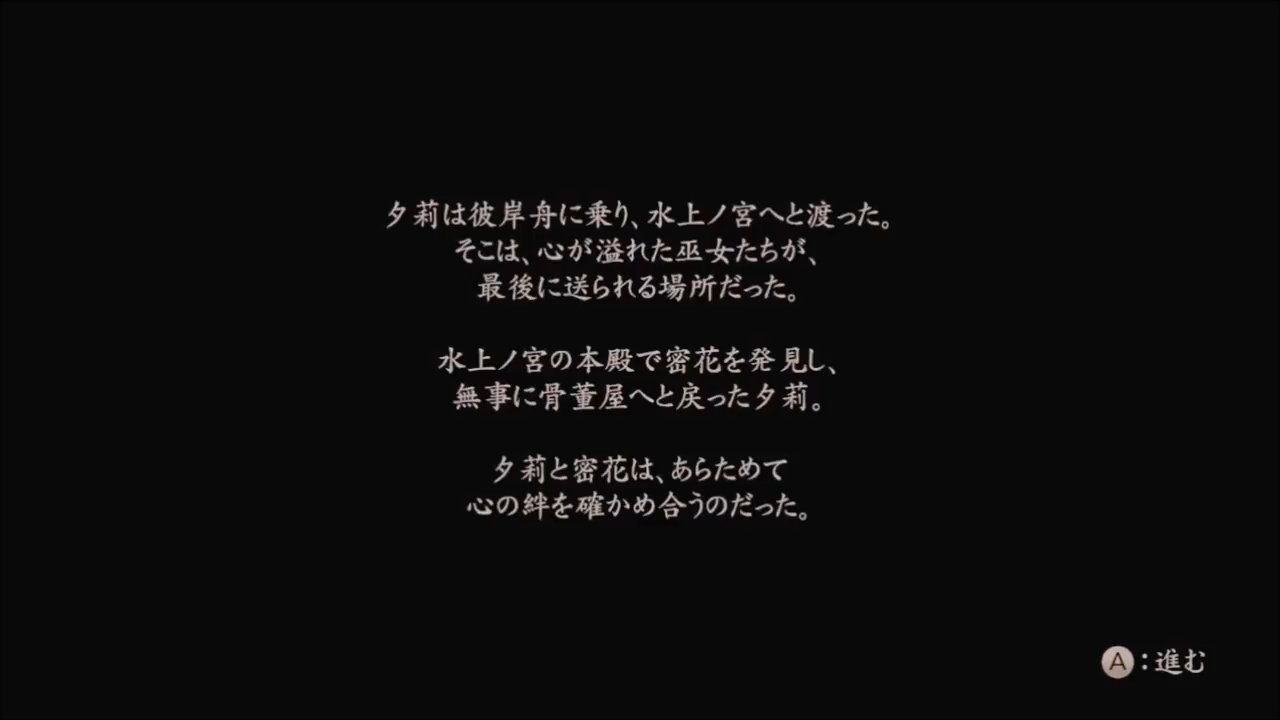 夕莉は彼岸舟に乗り、水上ノ宮へと渡った。
そこは、心が溢れた巫女たちが、
最後に送られる場所だった。
水上ノ宮の本殿で密花を発見し、
無事に骨董屋へと戻った夕莉。
夕莉と密花は、あらためて
心の絆を確かめ合うのだった。
A：進む